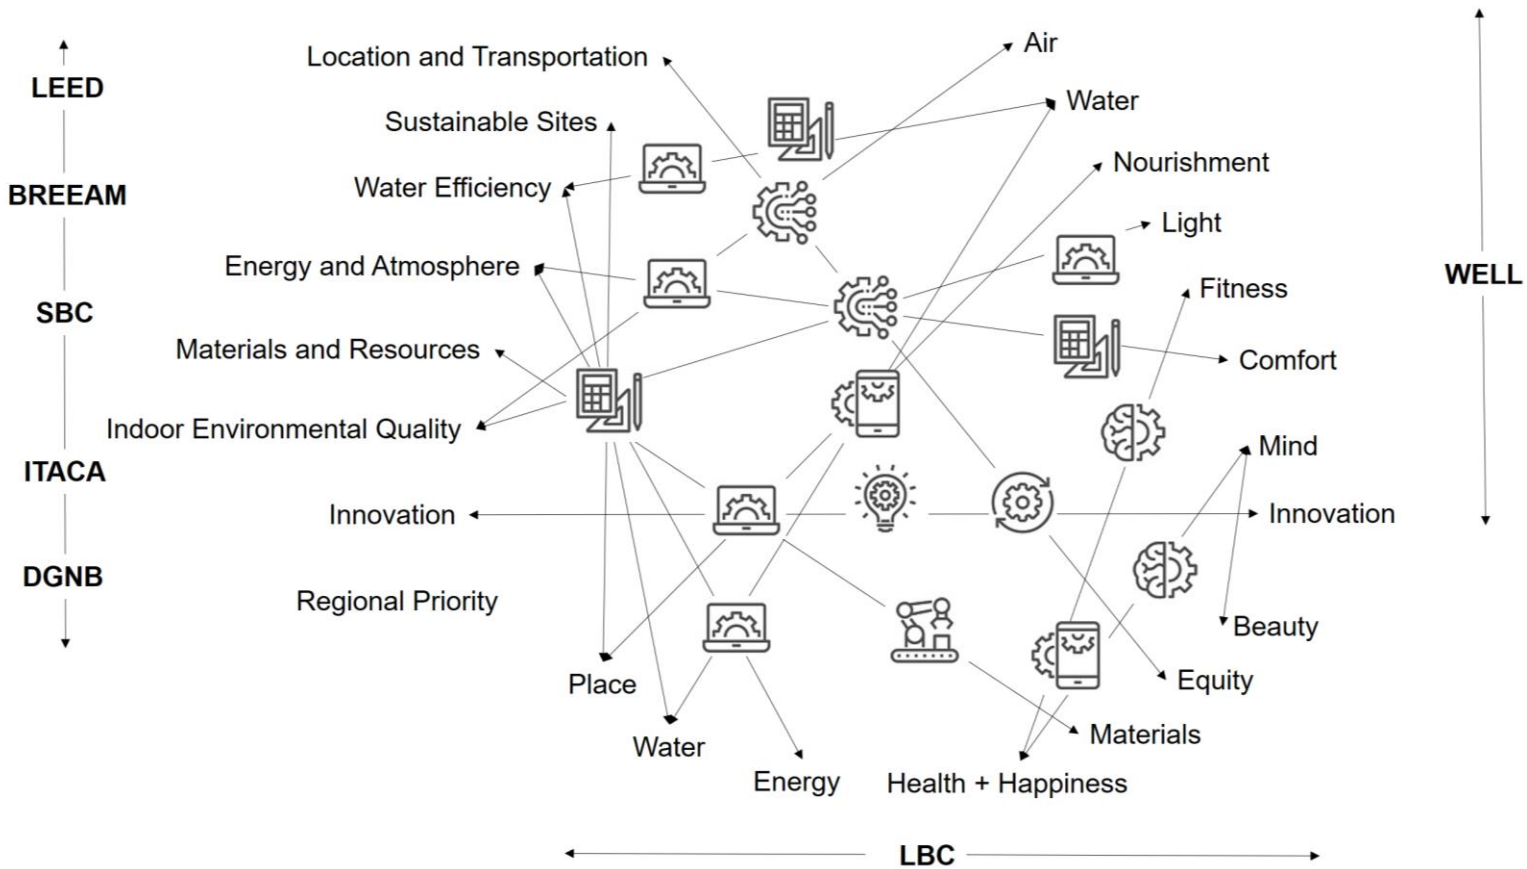 LEED
BREEAM
SBC
ITACA
DGNB
Location and Transportation
Sustainable Sites
Water Efficiency
Energy and Atmosphere
Materials and Resources
Indoor Environmental Quality
Innovation
Regional Priority
Place
Water
Energy
Health + Happiness
Materials
Equity
Beauty
Air
Water
Nourishment
Light
Fitness
Comfort
Mind
Innovation
WELL
LBC